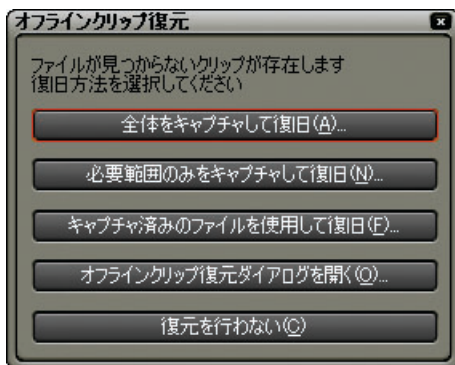 オフラインクリップ復元
ファイルが見つからないクリップが存在します
復旧方法を選択してください
全体をキャプチャして復旧(A)...
必要範囲のみをキャプチャして復旧(N)...
キャプチャ済みのファイルを使用して復旧(F)...
オフラインクリップ復元ダイアログを開く(O)...
復元を行わない(C)